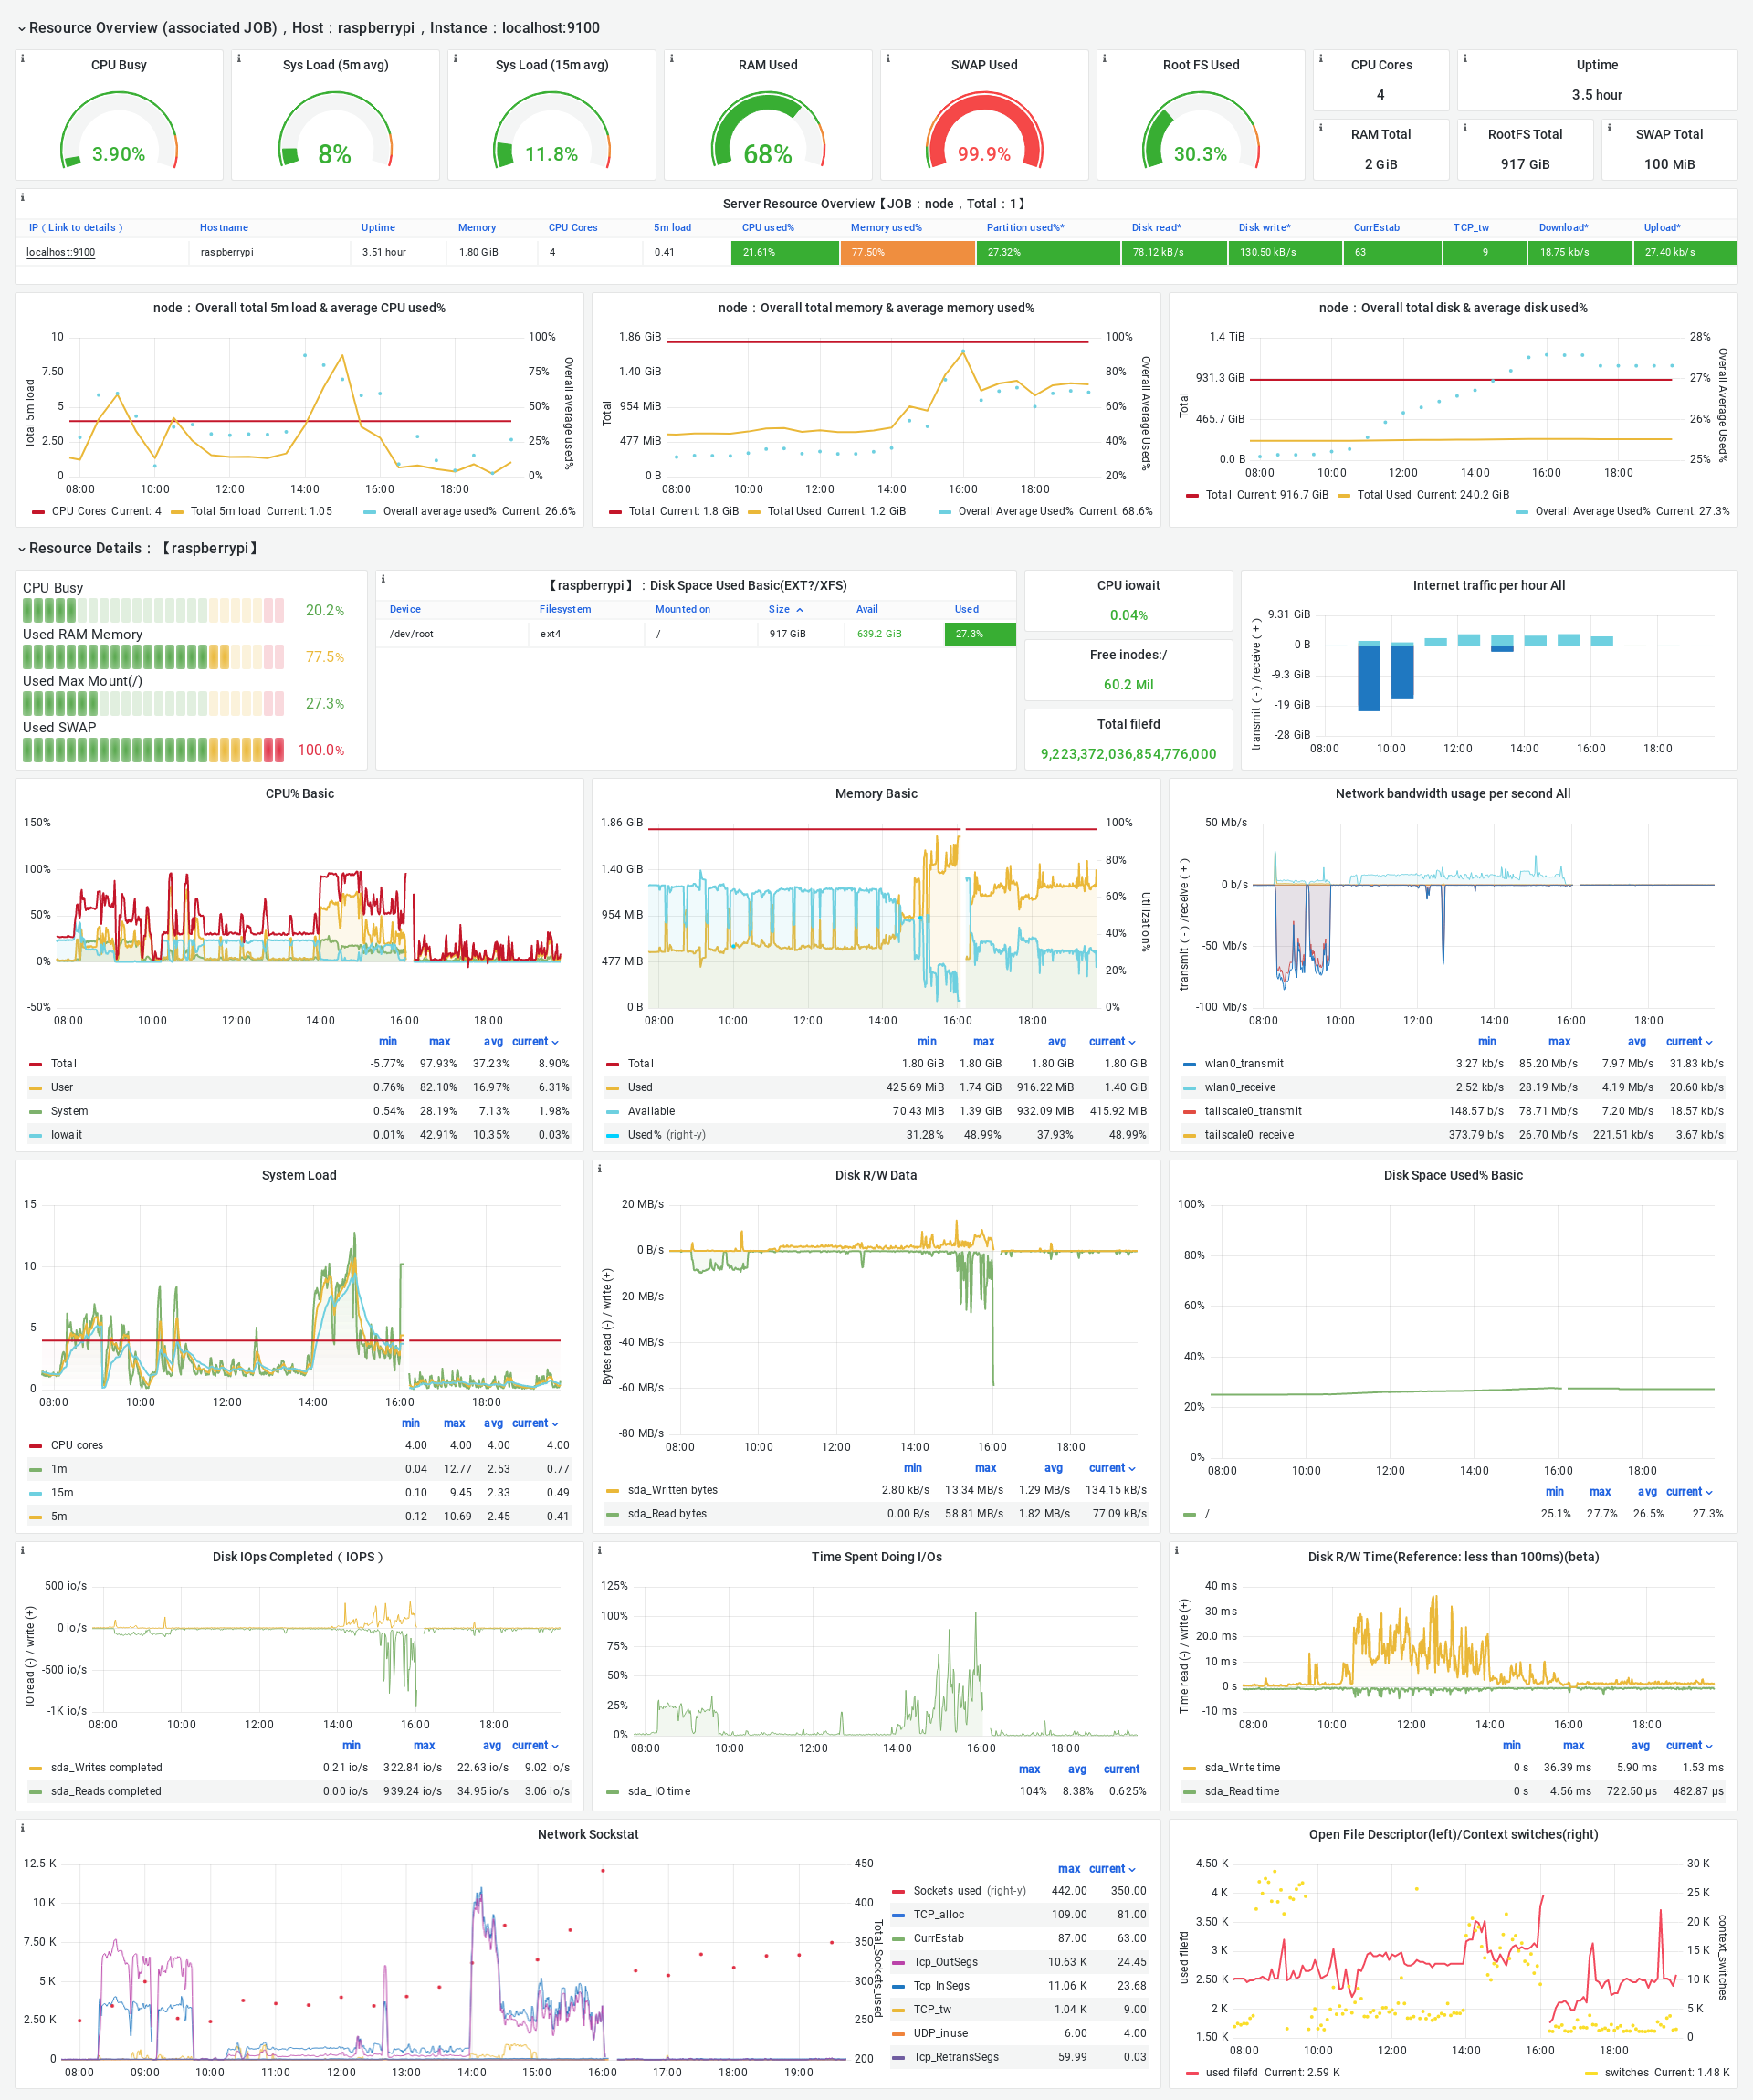 Resource Overview (associated JOB)，Host：raspberrypi，Instance：localhost:9100
CPU Busy
3.90%
Sys Load (5m avg)
8%
Sys Load (15m avg)
11.8%
RAM Used
68%
SWAP Used
99.9%
Root FS Used
30.3%
CPU Cores
4
Uptime
3.5 hour
RAM Total
2 GiB
RootFS Total
917 GiB
SWAP Total
100 MiB
Server Resource Overview【JOB：node，Total：1】
IP（Link to details） Hostname Uptime Memory CPU Cores 5m load CPU used% Memory used% Partition used%* Disk read* Disk write* CurrEstab TCP_tw Download* Upload*
localhost:9100 raspberrypi 3.51 hour 1.80 GiB 4 0.41 21.61% 77.50% 27.32% 78.12 kB/s 130.50 kB/s 63 9 18.75 kb/s 27.40 kb/s
node：Overall total 5m load & average CPU used%
10 100%
7.50 75%
5 50%
2.50 25%
0 0%
Total 5m load
Overall average used%
08:00 10:00 12:00 14:00 16:00 18:00
CPU Cores Current: 4 Total 5m load Current: 1.05 Overall average used% Current: 26.6%
node：Overall total memory & average memory used%
1.86 GiB 100%
1.40 GiB 80%
954 MiB 60%
477 MiB 40%
0 B 20%
Total
Overall Average Used%
08:00 10:00 12:00 14:00 16:00 18:00
Total Current: 1.8 GiB Total Used Current: 1.2 GiB Overall Average Used% Current: 68.6%
node：Overall total disk & average disk used%
1.4 TiB 28%
931.3 GiB 27%
465.7 GiB 26%
0.0 B 25%
Total
Overall Average Used%
08:00 10:00 12:00 14:00 16:00 18:00
Total Current: 916.7 GiB Total Used Current: 240.2 GiB
Overall Average Used% Current: 27.3%
Resource Details：【raspberrypi】
CPU Busy
20.2%
Used RAM Memory
77.5%
Used Max Mount(/)
27.3%
Used SWAP
100.0%
【raspberrypi】：Disk Space Used Basic(EXT?/XFS)
Device Filesystem Mounted on Size Avail Used
/dev/root ext4 / 917 GiB 639.2 GiB 27.3%
CPU iowait
0.04%
Free inodes:/
60.2 Mil
Total filefd
9,223,372,036,854,776,000
Internet traffic per hour All
9.31 GiB
0 B
-9.3 GiB
-19 GiB
-28 GiB
transmit（-）/receive（+）
08:00 10:00 12:00 14:00 16:00 18:00
CPU% Basic
150%
100%
50%
0%
-50%
08:00 10:00 12:00 14:00 16:00 18:00
min max avg current
Total -5.77% 97.93% 37.23% 8.90%
User 0.76% 82.10% 16.97% 6.31%
System 0.54% 28.19% 7.13% 1.98%
Iowait 0.01% 42.91% 10.35% 0.03%
Memory Basic
1.86 GiB 100%
1.40 GiB 80%
954 MiB 60%
477 MiB 40%
0 B 20%
0%
Utilization%
08:00 10:00 12:00 14:00 16:00 18:00
min max avg current
Total 1.80 GiB 1.80 GiB 1.80 GiB 1.80 GiB
Used 425.69 MiB 1.74 GiB 916.22 MiB 1.40 GiB
Avaliable 70.43 MiB 1.39 GiB 932.09 MiB 415.92 MiB
Used% (right-y) 31.28% 48.99% 37.93% 48.99%
Network bandwidth usage per second All
50 Mb/s
0 b/s
-50 Mb/s
-100 Mb/s
transmit（-）/receive（+）
08:00 10:00 12:00 14:00 16:00 18:00
min max avg current
wlan0_transmit 3.27 kb/s 85.20 Mb/s 7.97 Mb/s 31.83 kb/s
wlan0_receive 2.52 kb/s 28.19 Mb/s 4.19 Mb/s 20.60 kb/s
tailscale0_transmit 148.57 b/s 78.71 Mb/s 7.20 Mb/s 18.57 kb/s
tailscale0_receive 373.79 b/s 26.70 Mb/s 221.51 kb/s 3.67 kb/s
System Load
15
10
5
0
08:00 10:00 12:00 14:00 16:00 18:00
min max avg current
CPU cores 4.00 4.00 4.00 4.00
1m 0.04 12.77 2.53 0.77
15m 0.10 9.45 2.33 0.49
5m 0.12 10.69 2.45 0.41
Disk R/W Data
20 MB/s
0 B/s
-20 MB/s
-40 MB/s
-60 MB/s
-80 MB/s
Bytes read (-) / write (+)
08:00 10:00 12:00 14:00 16:00 18:00
min max avg current
sda_Written bytes 2.80 kB/s 13.34 MB/s 1.29 MB/s 134.15 kB/s
sda_Read bytes 0.00 B/s 58.81 MB/s 1.82 MB/s 77.09 kB/s
Disk Space Used% Basic
100%
80%
60%
40%
20%
0%
08:00 10:00 12:00 14:00 16:00 18:00
min max avg current
/ 25.1% 27.7% 26.5% 27.3%
Disk IOps Completed（IOPS）
500 io/s
0 io/s
-500 io/s
-1K io/s
IO read (-) / write (+)
08:00 10:00 12:00 14:00 16:00 18:00
min max avg current
sda_Writes completed 0.21 io/s 322.84 io/s 22.63 io/s 9.02 io/s
sda_Reads completed 0.00 io/s 939.24 io/s 34.95 io/s 3.06 io/s
Time Spent Doing I/Os
125%
100%
75%
50%
25%
0%
08:00 10:00 12:00 14:00 16:00 18:00
max avg current
sda_ IO time 104% 8.38% 0.625%
Disk R/W Time(Reference: less than 100ms)(beta)
40 ms
30 ms
20.0 ms
10 ms
0 s
-10 ms
Time read (-) / write (+)
08:00 10:00 12:00 14:00 16:00 18:00
min max avg current
sda_Write time 0 s 36.39 ms 5.90 ms 1.53 ms
sda_Read time 0 s 4.56 ms 722.50 µs 482.87 µs
Network Sockstat
12.5 K 450
10 K 400
7.50 K 350
5 K 300
2.50 K 250
0 200
Total_Sockets_used
08:00 09:00 10:00 11:00 12:00 13:00 14:00 15:00 16:00 17:00 18:00 19:00
max current
Sockets_used (right-y) 442.00 350.00
TCP_alloc 109.00 81.00
CurrEstab 87.00 63.00
Tcp_OutSegs 10.63 K 24.45
Tcp_InSegs 11.06 K 23.68
TCP_tw 1.04 K 9.00
UDP_inuse 6.00 4.00
Tcp_RetransSegs 59.99 0.03
Open File Descriptor(left)/Context switches(right)
4.50 K 30 K
4 K 25 K
3.50 K 20 K
3 K 15 K
2.50 K 10 K
2 K 5 K
1.50 K 0
used filefd
context_switches
08:00 10:00 12:00 14:00 16:00 18:00
used filefd Current: 2.59 K switches Current: 1.48 K